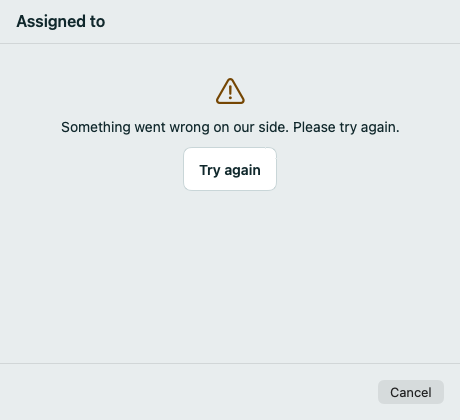 Assigned to
Something went wrong on our side. Please try again.
Try again
Cancel